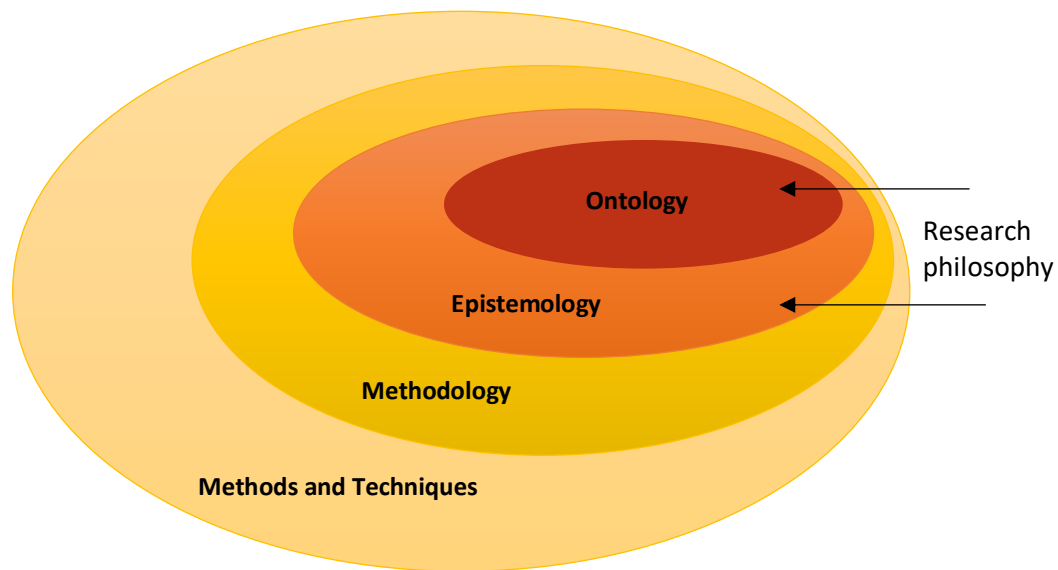 Ontology
Research
philosophy
Epistemology
Methodology
Methods and Techniques